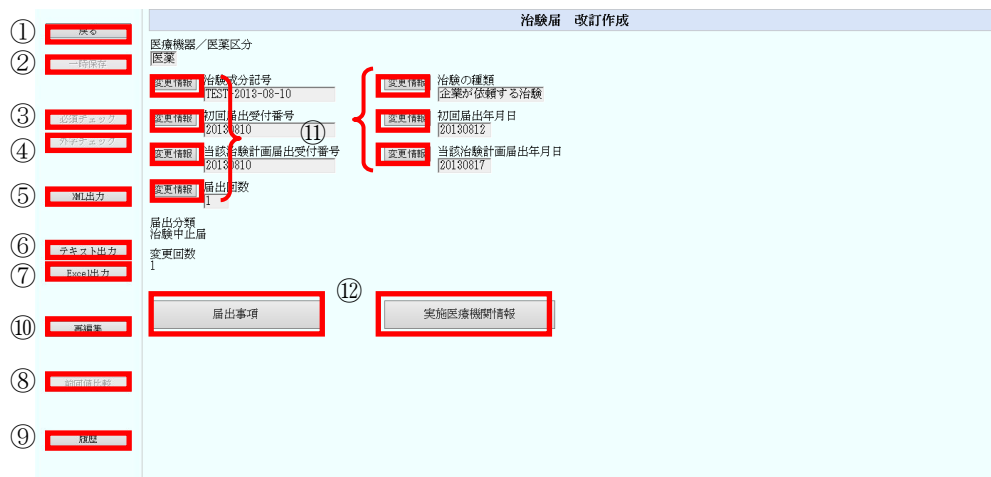 治験届　改訂作成
① 戻る
② 一時保存
③ 必須チェック
④ 外字チェック
⑤ XML出力
⑥ テキスト出力
⑦ Excel出力
⑩ 再編集
⑧ 前回値比較
⑨ 履歴
医療機器／医薬区分
医薬
変更情報 治験成分記号
TEST-2013-08-10
変更情報 治験の種類
企業が依頼する治験
変更情報 初回届出受付番号
20130810
⑪
変更情報 初回届出年月日
20130812
変更情報 当該治験計画届出受付番号
20130810
変更情報 当該治験計画届出年月日
20130817
変更情報 届出回数
1
届出分類
治験中止届
変更回数
1
⑫
届出事項
実施医療機関情報